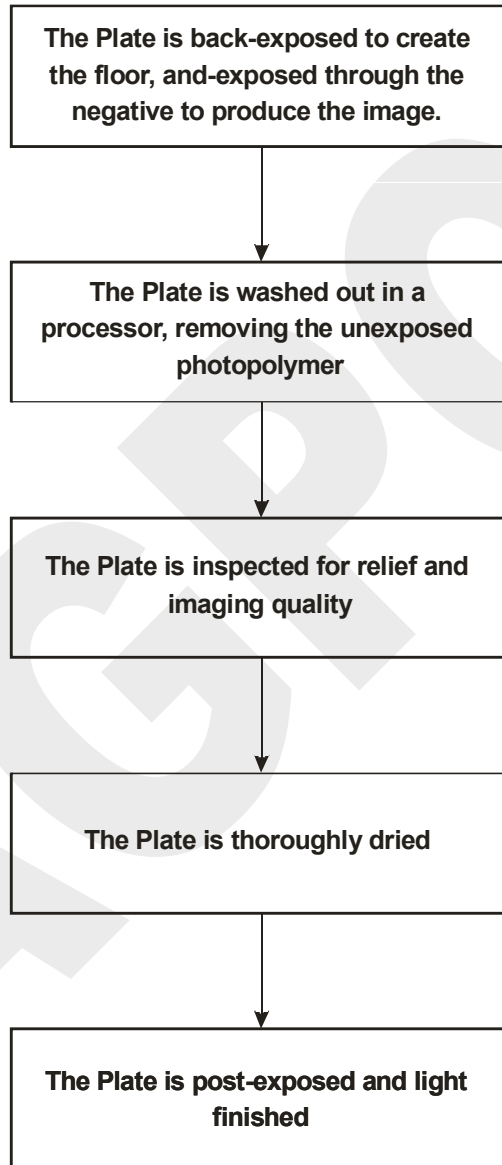 The Plate is back-exposed to create
the floor, and-exposed through the
negative to produce the image.
The Plate is washed out in a
processor, removing the unexposed
photopolymer
The Plate is inspected for relief and
imaging quality
The Plate is thoroughly dried
The Plate is post-exposed and light
finished